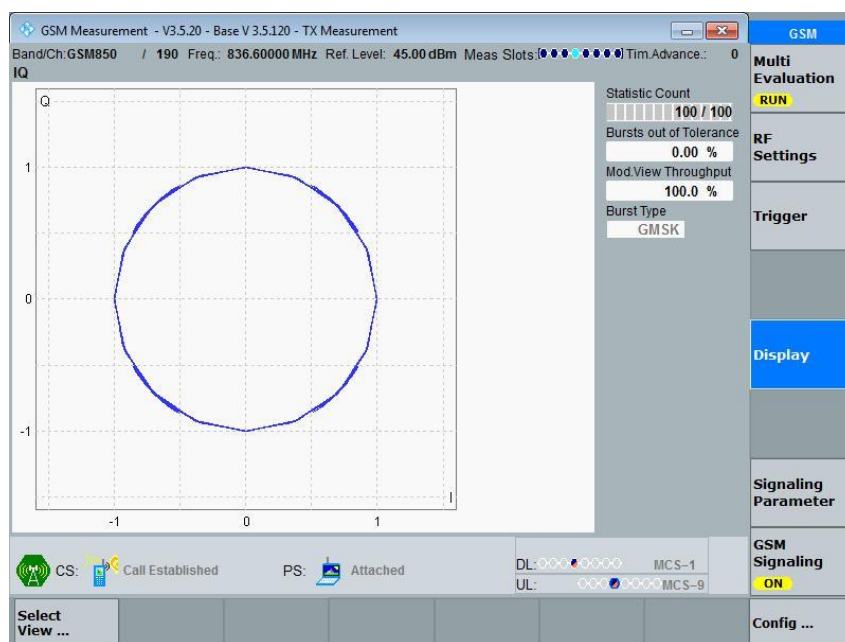 GSM Measurement - V3.5.20 - Base V 3.5.120 - TX Measurement
GSM
Band/Ch: GSM850 / 190 Freq.: 836.60000 MHz Ref. Level: 45.00 dBm Meas Slots: Tim.Advance.: 0
IQ
Multi
Evaluation
RUN
Statistic Count
100 / 100
Bursts out of Tolerance
0.00 %
Mod.View Throughput
100.0 %
Burst Type
GMSK
RF
Settings
Trigger
Display
Signaling
Parameter
GSM
Signaling
ON
Config ...
Q
1
0
-1
I
-1 0 1
CS: Call Established PS: Attached DL: MCS-1
UL: MCS-9
Select
View ...